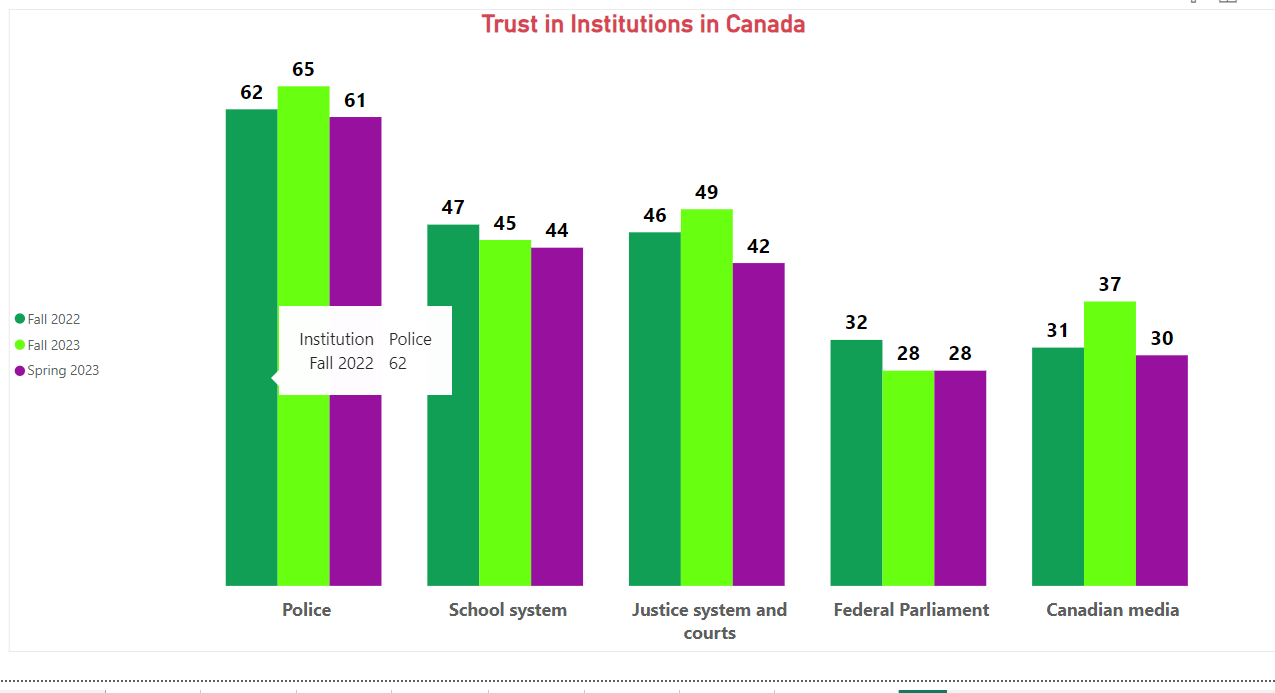 Trust in Institutions in Canada
62
65
61
47
45
44
46
49
42
32
28
28
31
37
30
Fall 2022
Fall 2023
Spring 2023
Institution Police
Fall 2022 62
Police
School system
Justice system and
courts
Federal Parliament
Canadian media